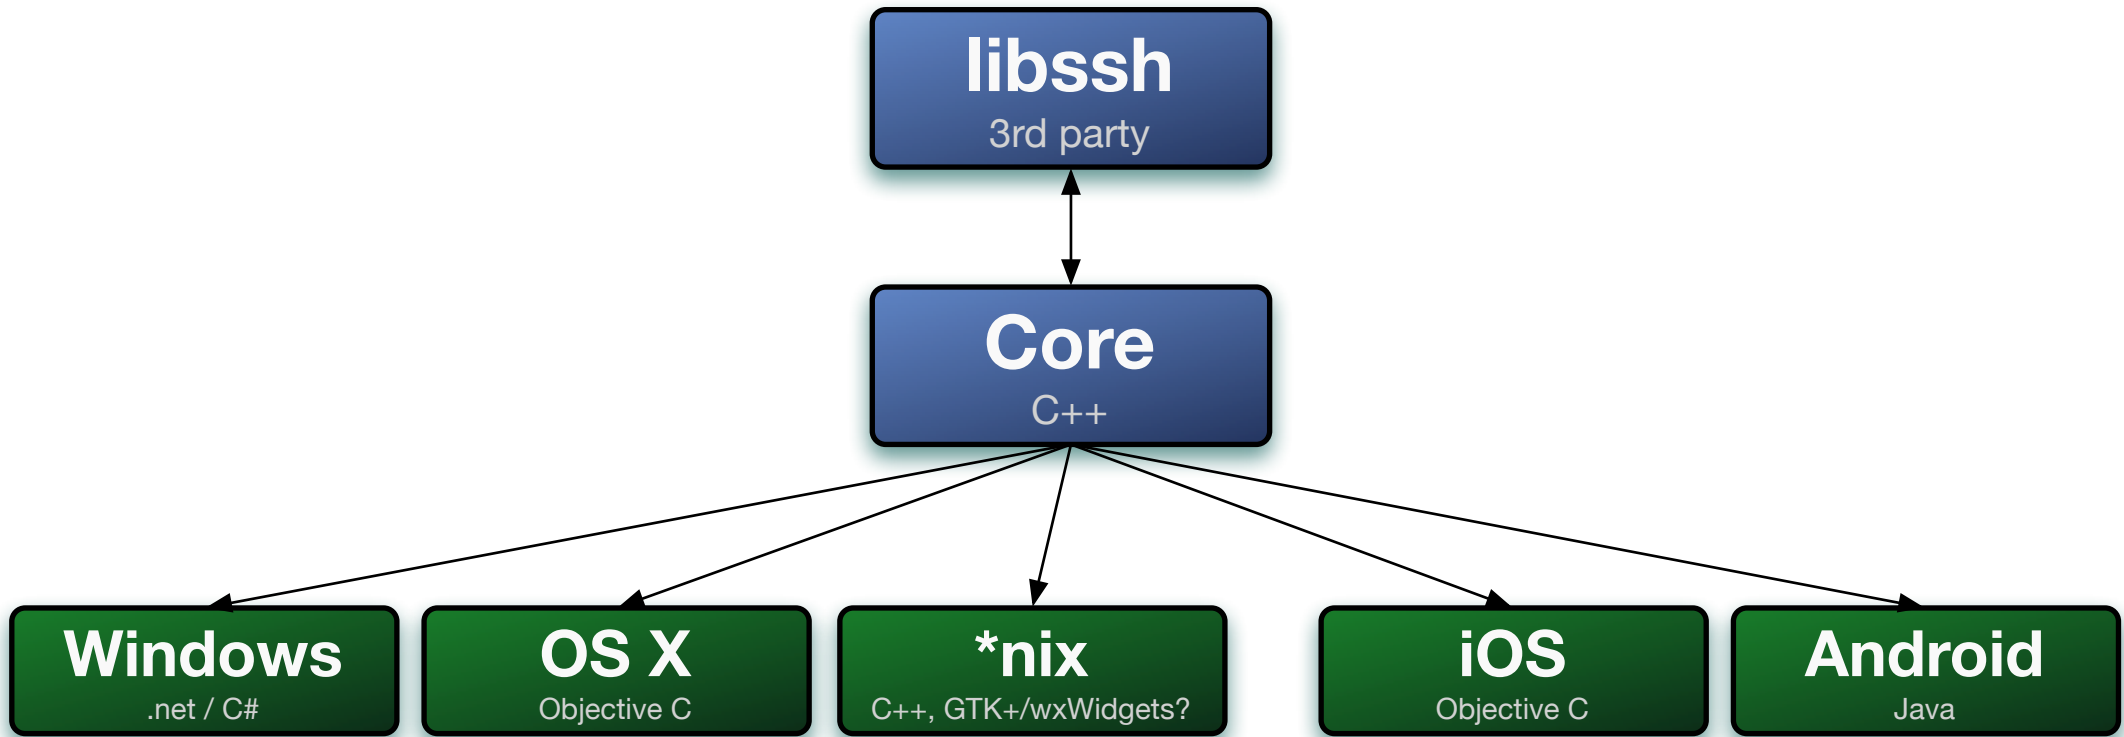 libssh
3rd party
Core
C++
Windows
.net / C#
OS X
Objective C
*nix
C++, GTK+/wxWidgets?
iOS
Objective C
Android
Java